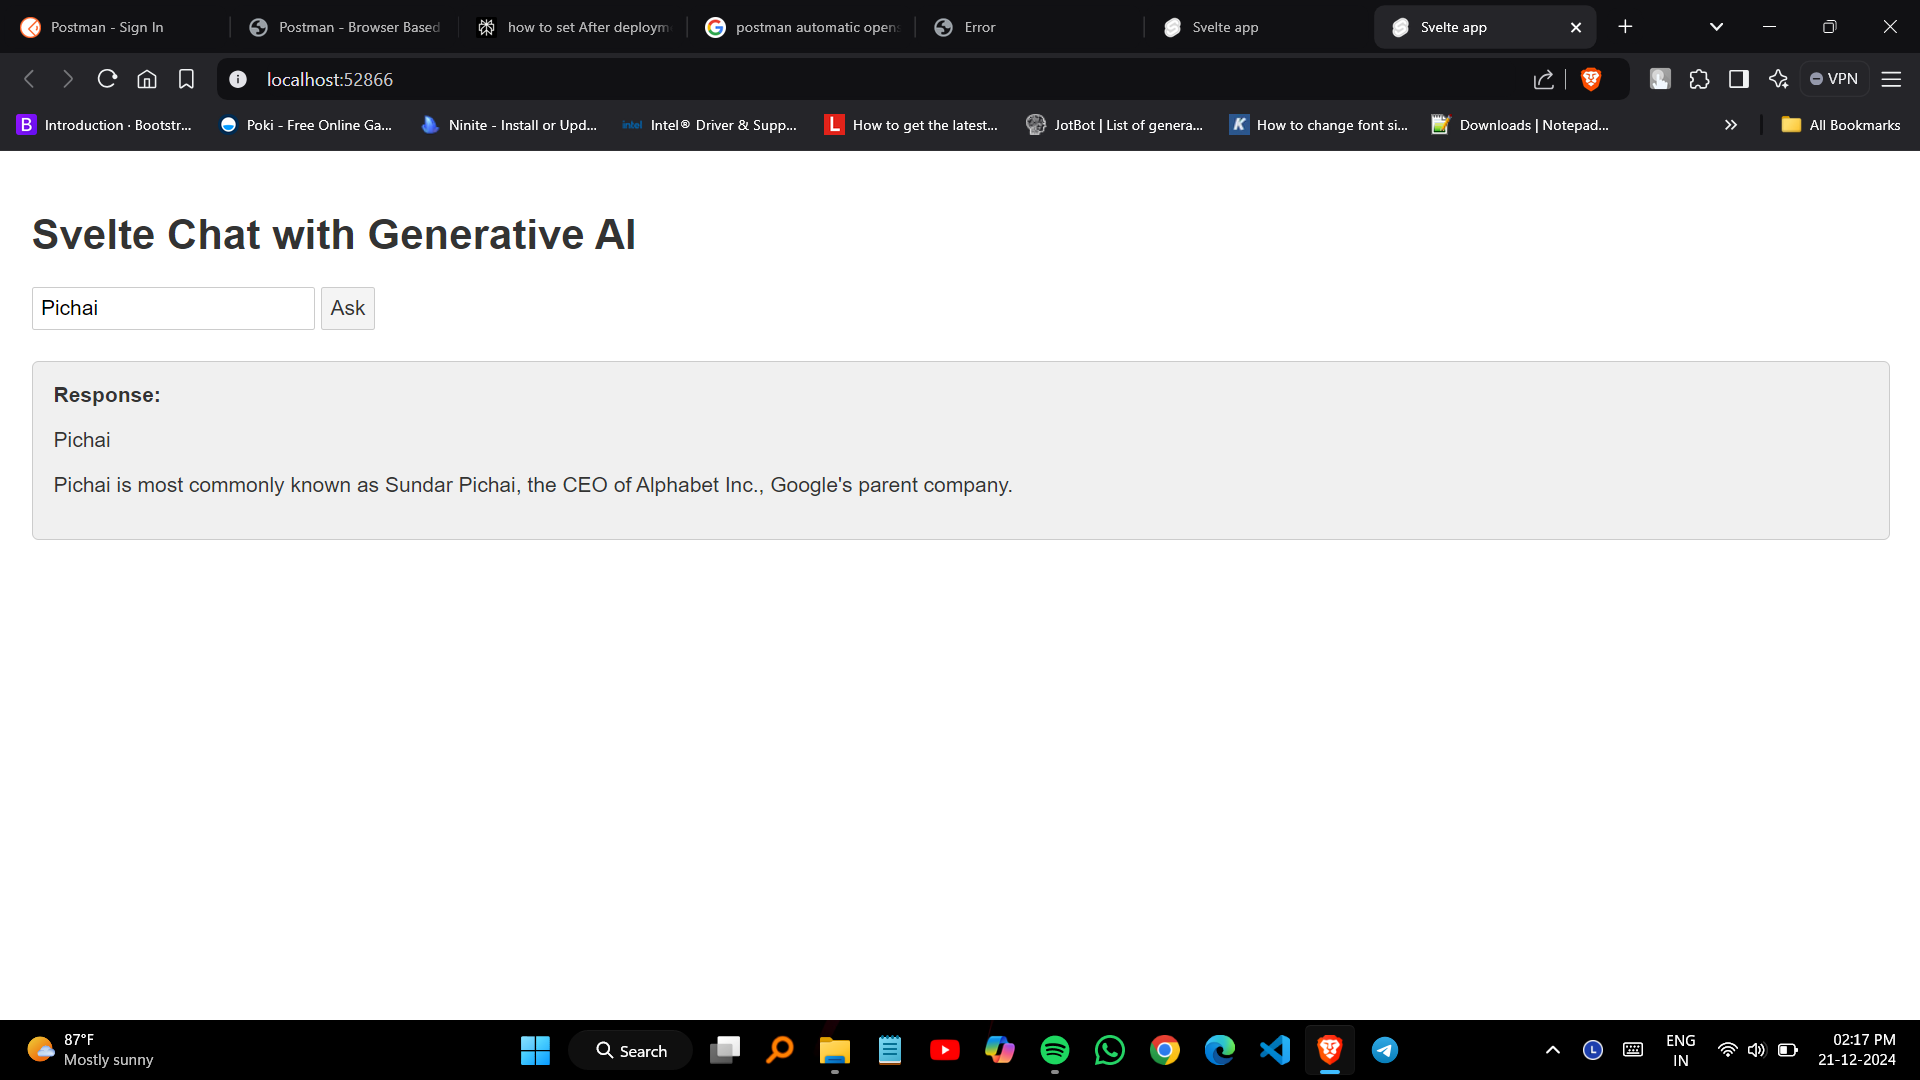 Postman - Sign In
Postman - Browser Based
how to set After deploym
postman automatic opens
Error
Svelte app
Svelte app
localhost:52866
VPN
B Introduction · Bootstr...
Poki - Free Online Ga...
Ninite - Install or Upd...
intel Intel® Driver & Supp...
L How to get the latest...
JotBot | List of genera...
K How to change font si...
Downloads | Notepad...
All Bookmarks
Svelte Chat with Generative AI
Pichai
Ask
Response:
Pichai
Pichai is most commonly known as Sundar Pichai, the CEO of Alphabet Inc., Google's parent company.
87°F
Mostly sunny
Search
L
ENG
IN
02:17 PM
21-12-2024